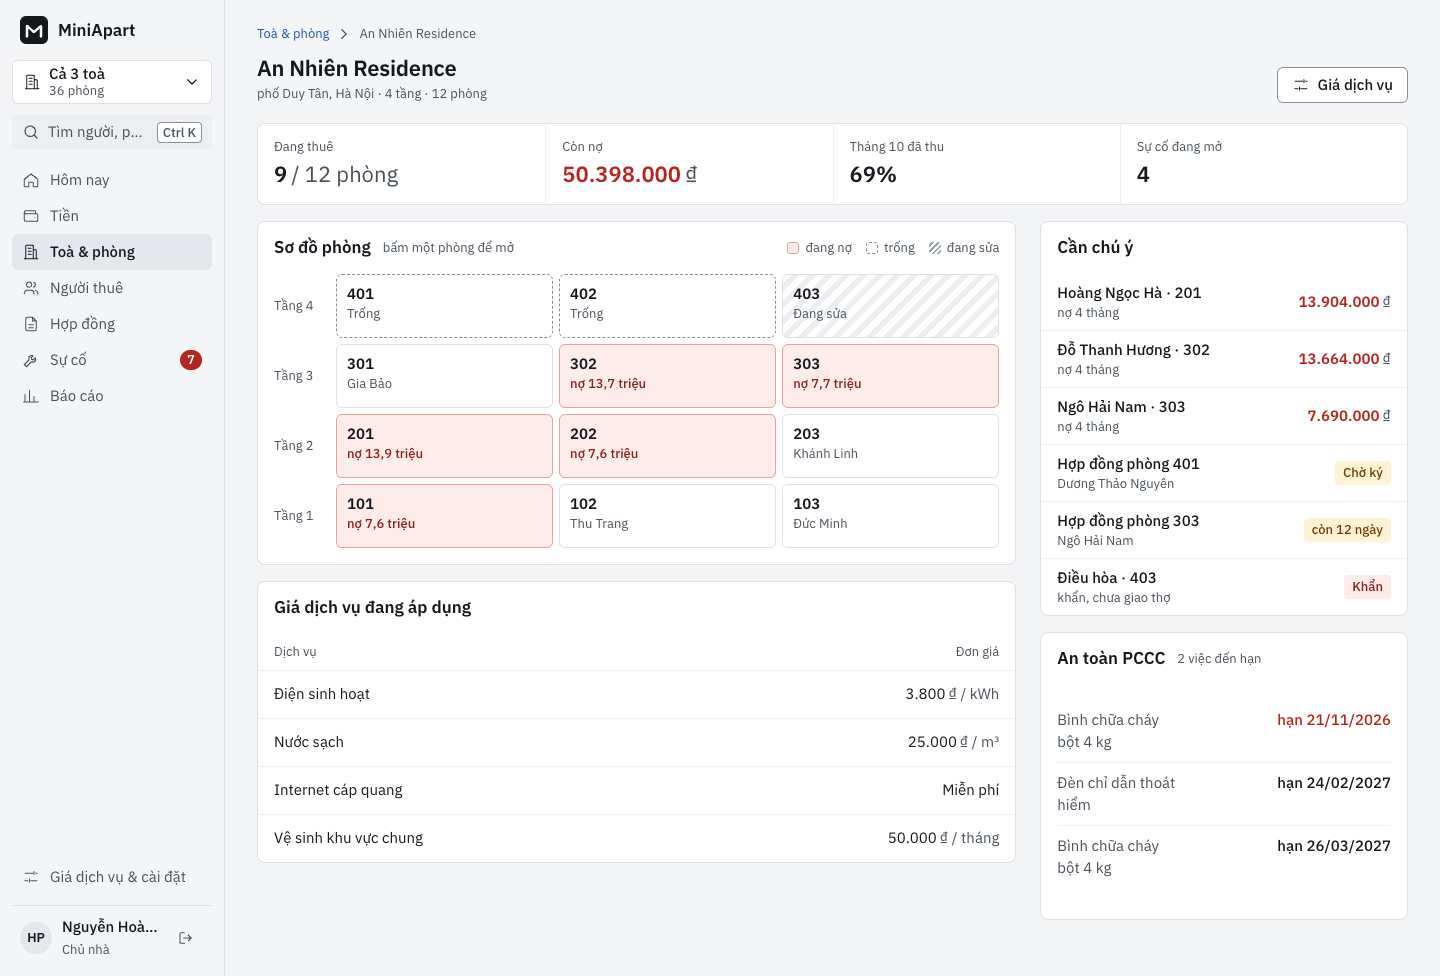 MiniApart
Cả 3 toà
36 phòng
Tìm người, p... Ctrl K
Hôm nay
Tiền
Toà & phòng
Người thuê
Hợp đồng
Sự cố 7
Báo cáo
Giá dịch vụ & cài đặt
HP Nguyễn Hoà...
Chủ nhà
Toà & phòng > An Nhiên Residence
An Nhiên Residence
phố Duy Tân, Hà Nội · 4 tầng · 12 phòng
Giá dịch vụ
Đang thuê
9 / 12 phòng
Còn nợ
50.398.000 ₫
Tháng 10 đã thu
69%
Sự cố đang mở
4
Sơ đồ phòng bấm một phòng để mở đang nợ trống đang sửa
Tầng 4
401
Trống
402
Trống
403
Đang sửa
Tầng 3
301
Gia Bảo
302
nợ 13,7 triệu
303
nợ 7,7 triệu
Tầng 2
201
nợ 13,9 triệu
202
nợ 7,6 triệu
203
Khánh Linh
Tầng 1
101
nợ 7,6 triệu
102
Thu Trang
103
Đức Minh
Giá dịch vụ đang áp dụng
Dịch vụ Đơn giá
Điện sinh hoạt 3.800 ₫ / kWh
Nước sạch 25.000 ₫ / m³
Internet cáp quang Miễn phí
Vệ sinh khu vực chung 50.000 ₫ / tháng
Cần chú ý
Hoàng Ngọc Hà · 201
nợ 4 tháng
13.904.000 ₫
Đỗ Thanh Hương · 302
nợ 4 tháng
13.664.000 ₫
Ngô Hải Nam · 303
nợ 4 tháng
7.690.000 ₫
Hợp đồng phòng 401
Dương Thảo Nguyên
Chờ ký
Hợp đồng phòng 303
Ngô Hải Nam
còn 12 ngày
Điều hòa · 403
khẩn, chưa giao thợ
Khẩn
An toàn PCCC 2 việc đến hạn
Bình chữa cháy
bột 4 kg
hạn 21/11/2026
Đèn chỉ dẫn thoát
hiểm
hạn 24/02/2027
Bình chữa cháy
bột 4 kg
hạn 26/03/2027